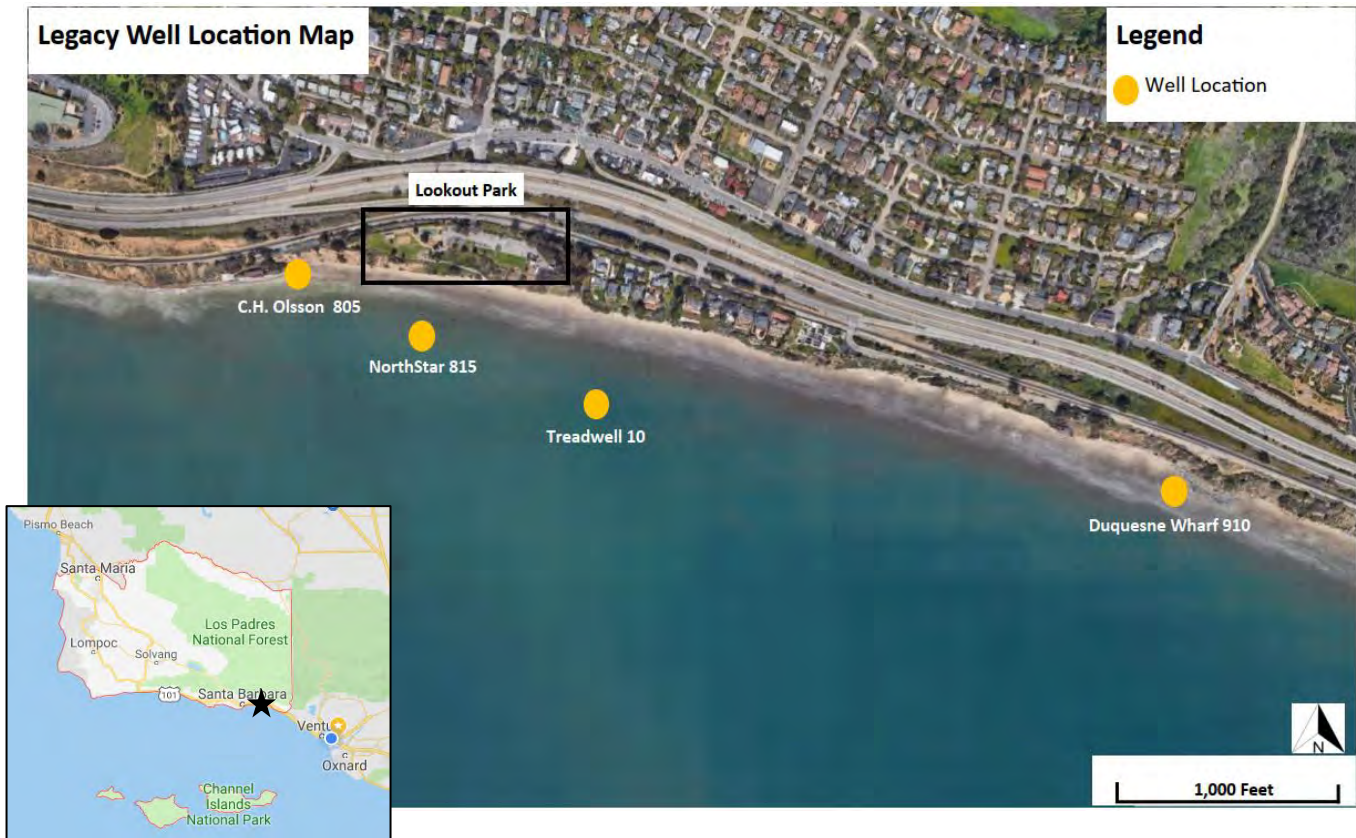 Legacy Well Location Map
Legend
Well Location
Lookout Park
C.H. Olsson 805
NorthStar 815
Treadwell 10
Duquesne Wharf 910
Pismo Beach
Santa Maria
Los Padres
National Forest
Lompoc
Solvang
101
Santa Barbara
Ventu
Oxnard
Channel
Islands
National Park
N
1,000 Feet